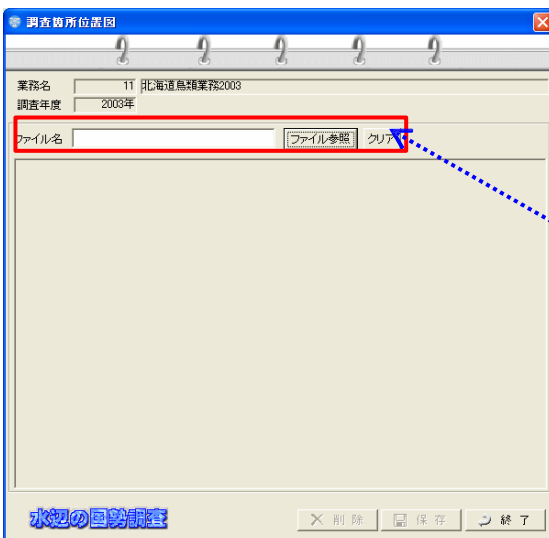 調査箇所位置図
業務名 11 北海道鳥類業務2003
調査年度 2003年
ファイル名 ファイル参照 クリア
水辺の国勢調査 削除 保存 終了